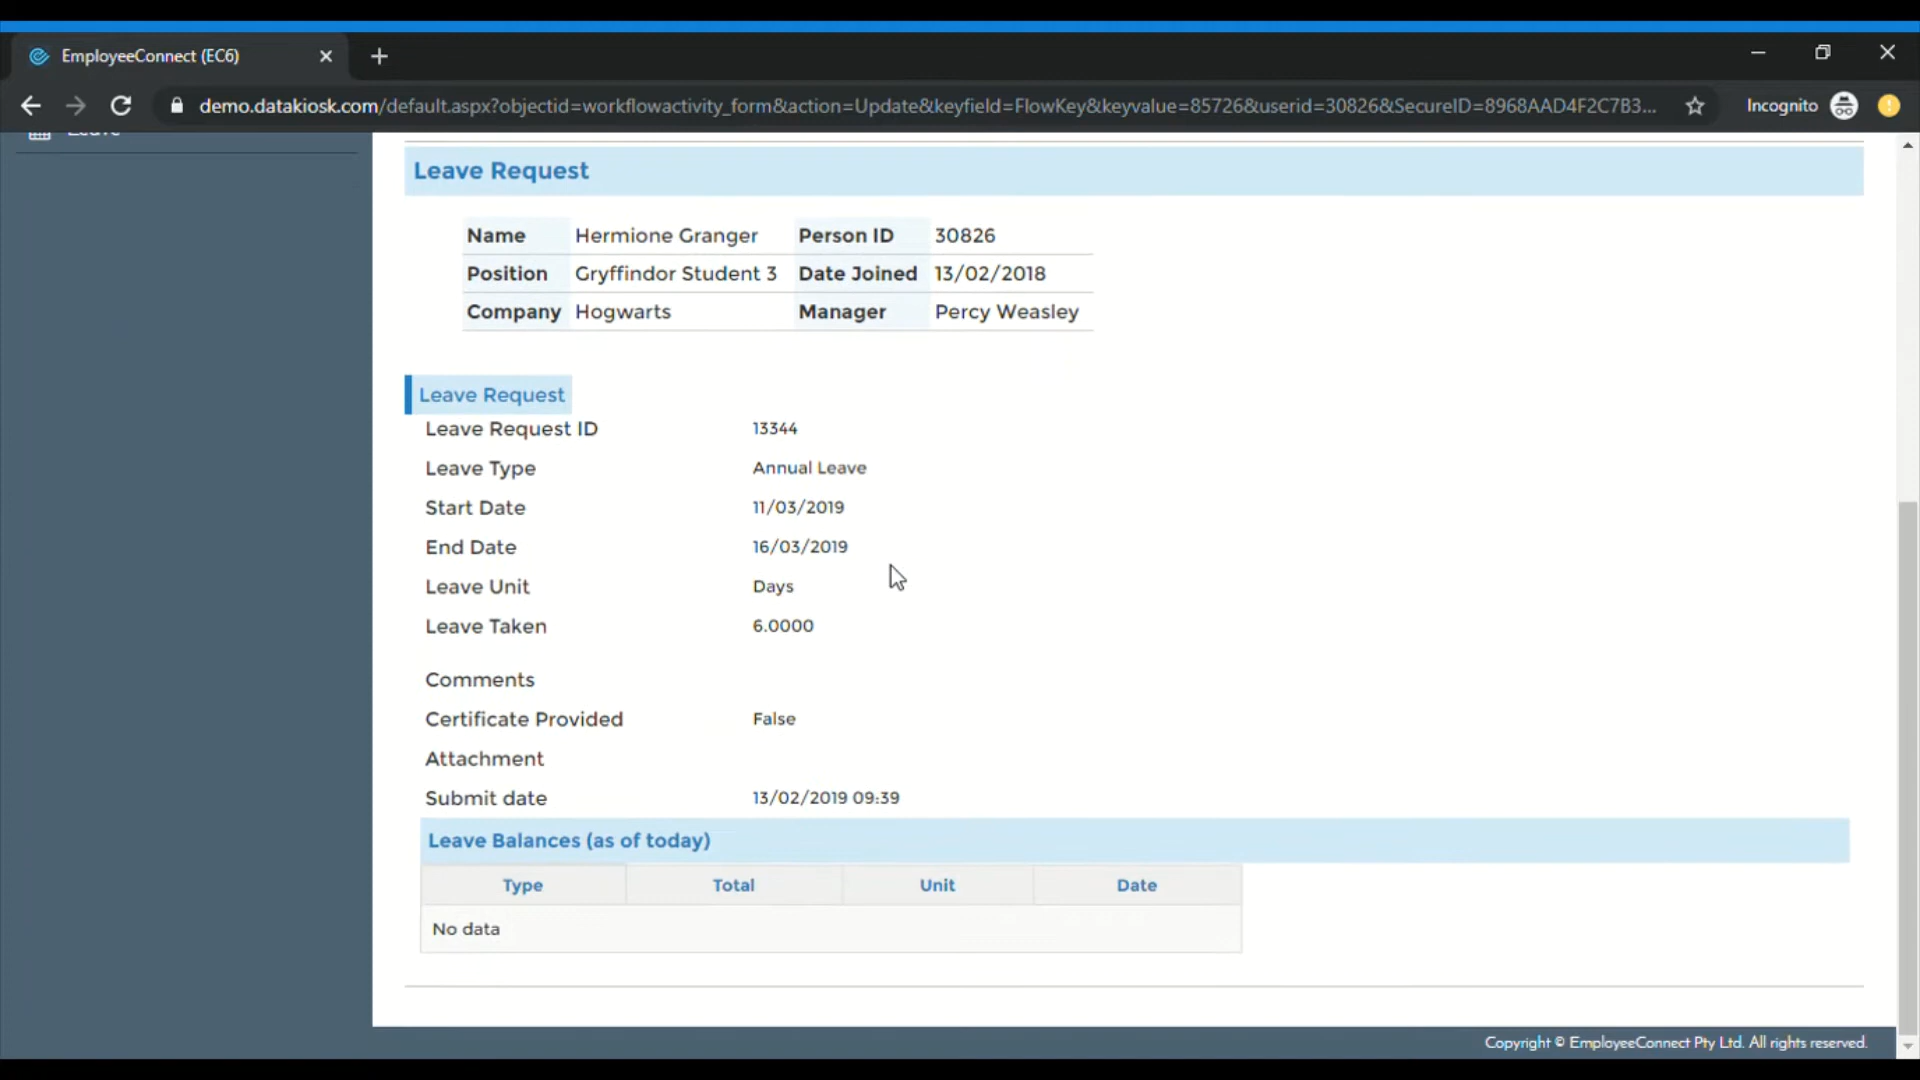 EmployeeConnect (EC6)
demo.datakiosk.com/default.aspx?objectid=workflowactivity_form&action=Update&keyfield=FlowKey&keyvalue=85726&userid=30826&SecureID=8968AAD4F2C7B3...
Incognito
Leave
Leave Request
Name Hermione Granger Person ID 30826
Position Gryffindor Student 3 Date Joined 13/02/2018
Company Hogwarts Manager Percy Weasley
Leave Request
Leave Request ID 13344
Leave Type Annual Leave
Start Date 11/03/2019
End Date 16/03/2019
Leave Unit Days
Leave Taken 6.0000
Comments
Certificate Provided False
Attachment
Submit date 13/02/2019 09:39
Leave Balances (as of today)
Type Total Unit Date
No data
Copyright © EmployeeConnect Pty Ltd. All rights reserved.